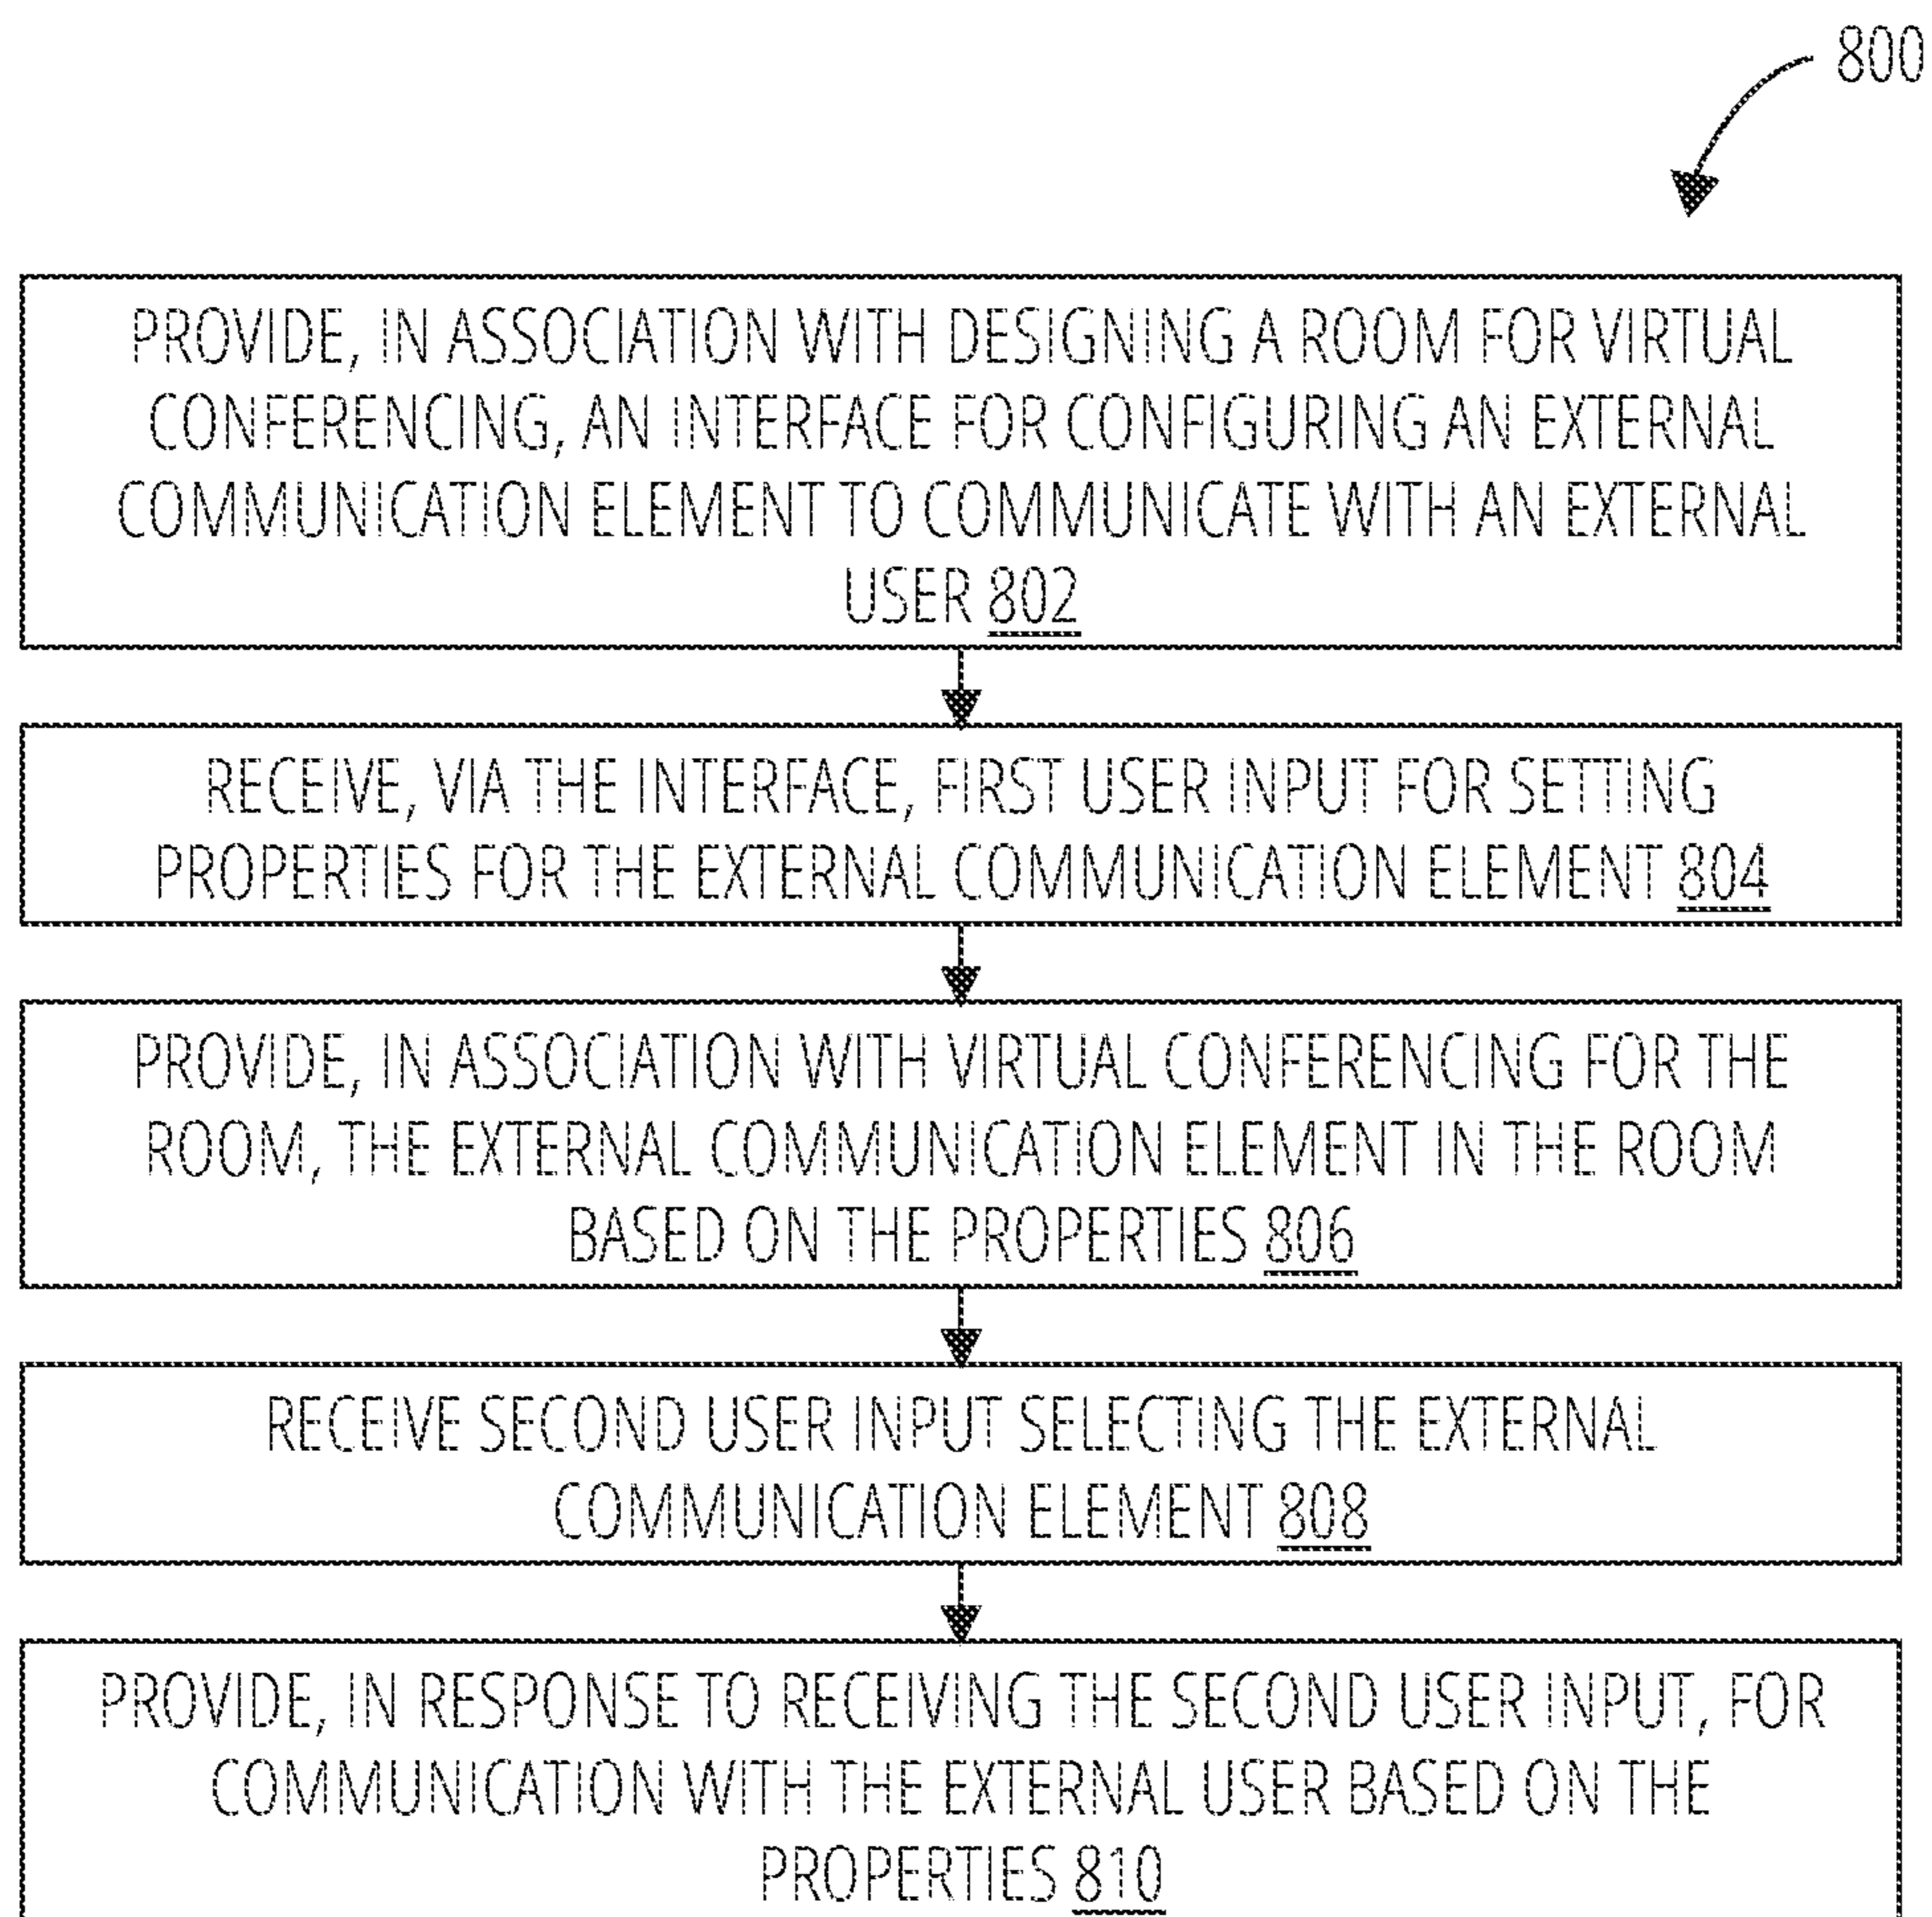 800
PROVIDE, IN ASSOCIATION WITH DESIGNING A ROOM FOR VIRTUAL
CONFERENCING, AN INTERFACE FOR CONFIGURING AN EXTERNAL
COMMUNICATION ELEMENT TO COMMUNICATE WITH AN EXTERNAL
USER 802
RECEIVE, VIA THE INTERFACE, FIRST USER INPUT FOR SETTING
PROPERTIES FOR THE EXTERNAL COMMUNICATION ELEMENT 804
PROVIDE, IN ASSOCIATION WITH VIRTUAL CONFERENCING FOR THE
ROOM, THE EXTERNAL COMMUNICATION ELEMENT IN THE ROOM
BASED ON THE PROPERTIES 806
RECEIVE SECOND USER INPUT SELECTING THE EXTERNAL
COMMUNICATION ELEMENT 808
PROVIDE, IN RESPONSE TO RECEIVING THE SECOND USER INPUT, FOR
COMMUNICATION WITH THE EXTERNAL USER BASED ON THE
PROPERTIES 810